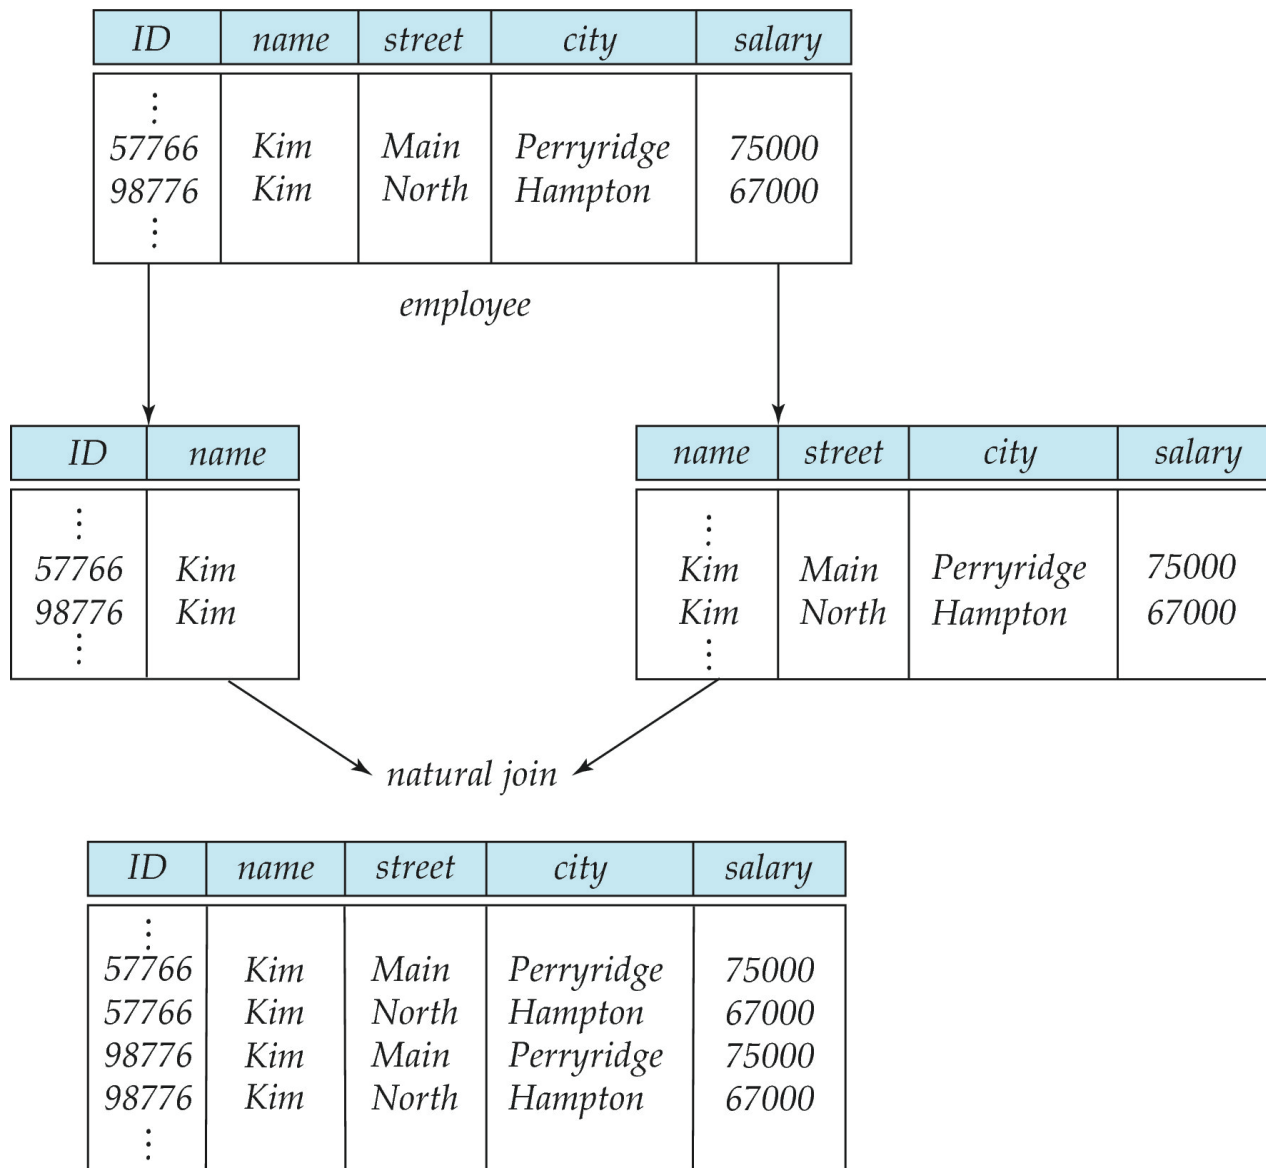 ID name street city salary
⋮
57766 Kim Main Perryridge 75000
98776 Kim North Hampton 67000
⋮
employee
ID name
⋮
57766 Kim
98776 Kim
⋮
name street city salary
⋮
Kim Main Perryridge 75000
Kim North Hampton 67000
⋮
natural join
ID name street city salary
⋮
57766 Kim Main Perryridge 75000
57766 Kim North Hampton 67000
98776 Kim Main Perryridge 75000
98776 Kim North Hampton 67000
⋮